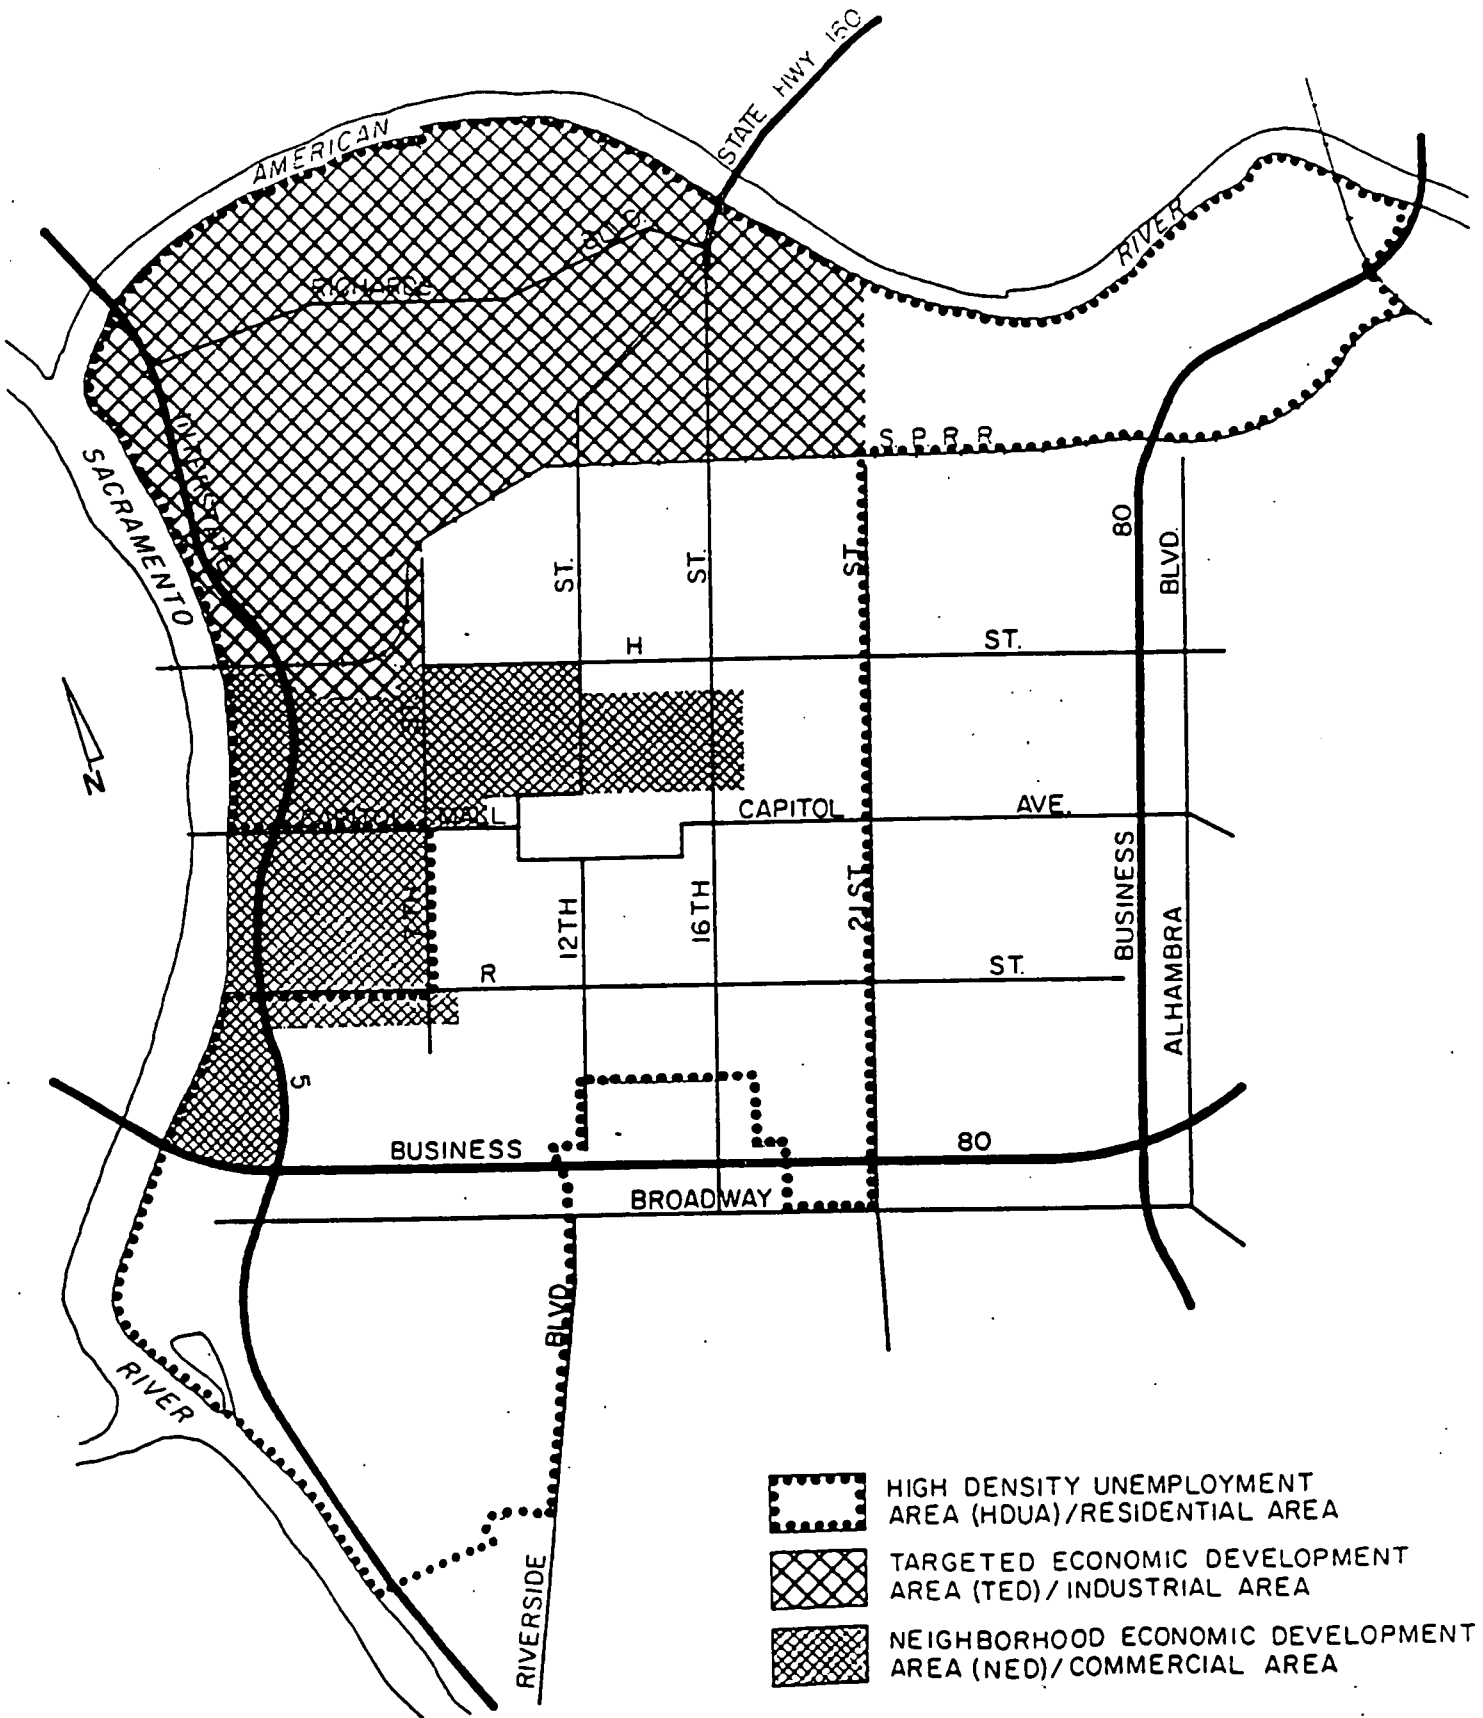 STATE HWY 160
AMERICAN
RIVER
RICHARDS
BLVD.
S. P. R. R.
INTERSTATE
SACRAMENTO
80
ST.
ST.
ST.
BLVD.
H
ST.
N
MALL
CAPITOL
AVE.
12TH
16TH
21ST
BUSINESS
ALHAMBRA
R
ST.
5
BUSINESS
80
BROADWAY
BLVD.
RIVER
RIVERSIDE
HIGH DENSITY UNEMPLOYMENT
AREA (HDUA)/RESIDENTIAL AREA
TARGETED ECONOMIC DEVELOPMENT
AREA (TED)/INDUSTRIAL AREA
NEIGHBORHOOD ECONOMIC DEVELOPMENT
AREA (NED)/COMMERCIAL AREA